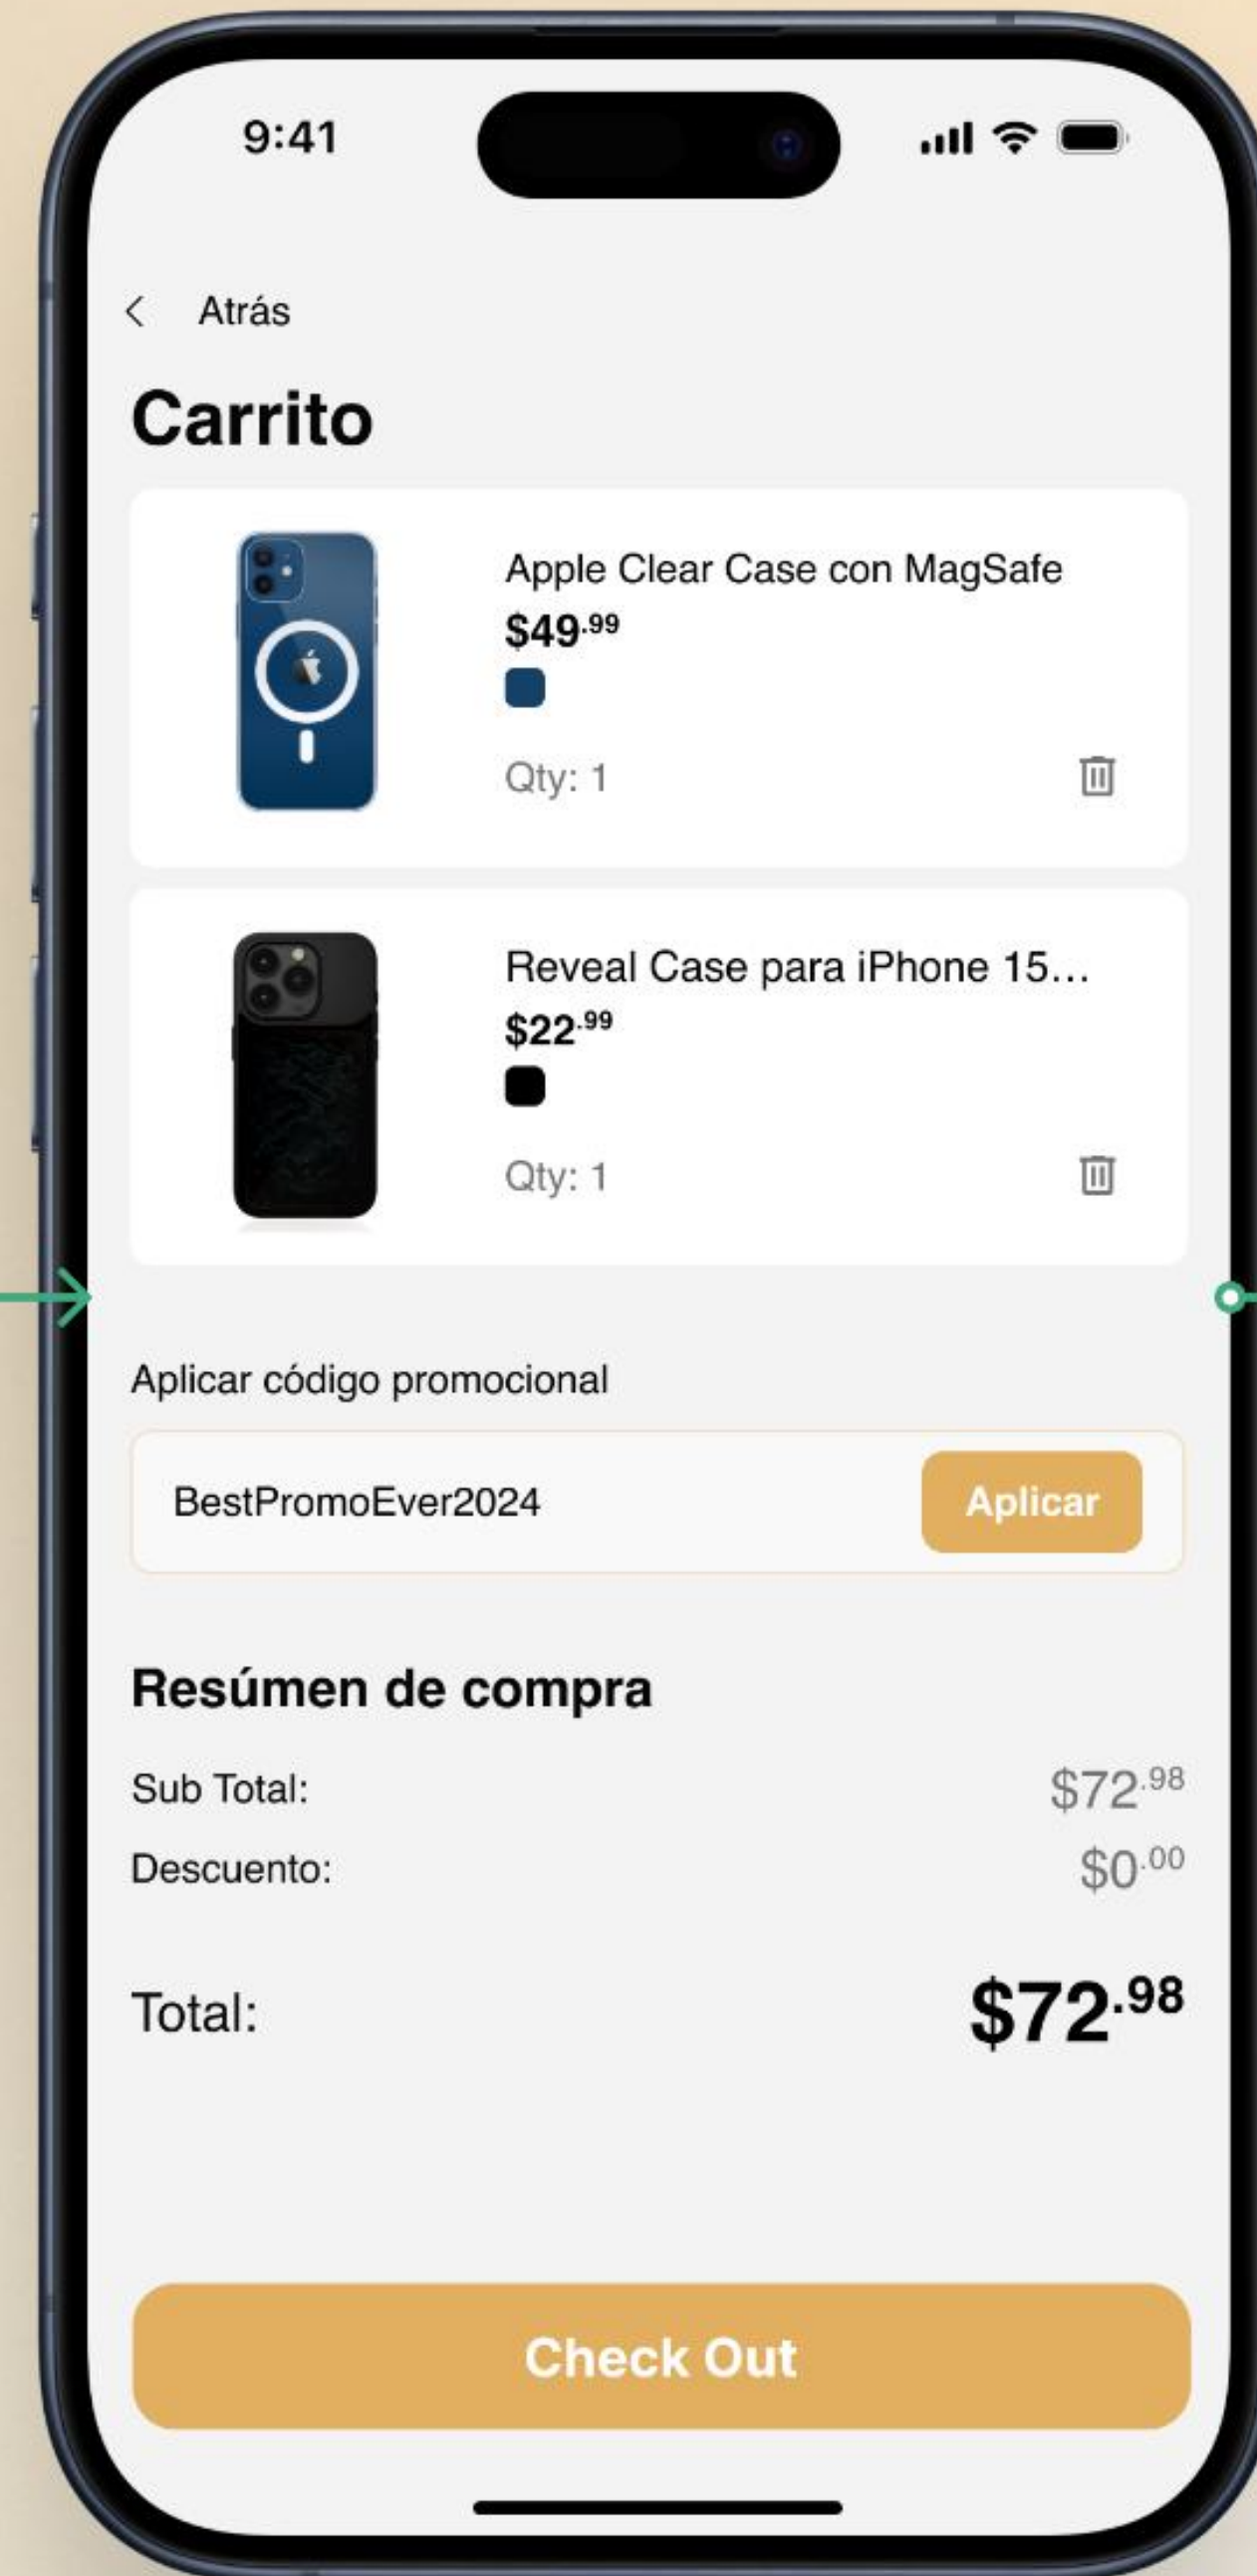 9:41
Atrás
Carrito
Apple Clear Case con MagSafe
$49.99
Qty: 1
Reveal Case para iPhone 15...
$22.99
Qty: 1
Aplicar código promocional
BestPromoEver2024
Aplicar
Resúmen de compra
Sub Total: $72.98
Descuento: $0.00
Total: $72.98
Check Out